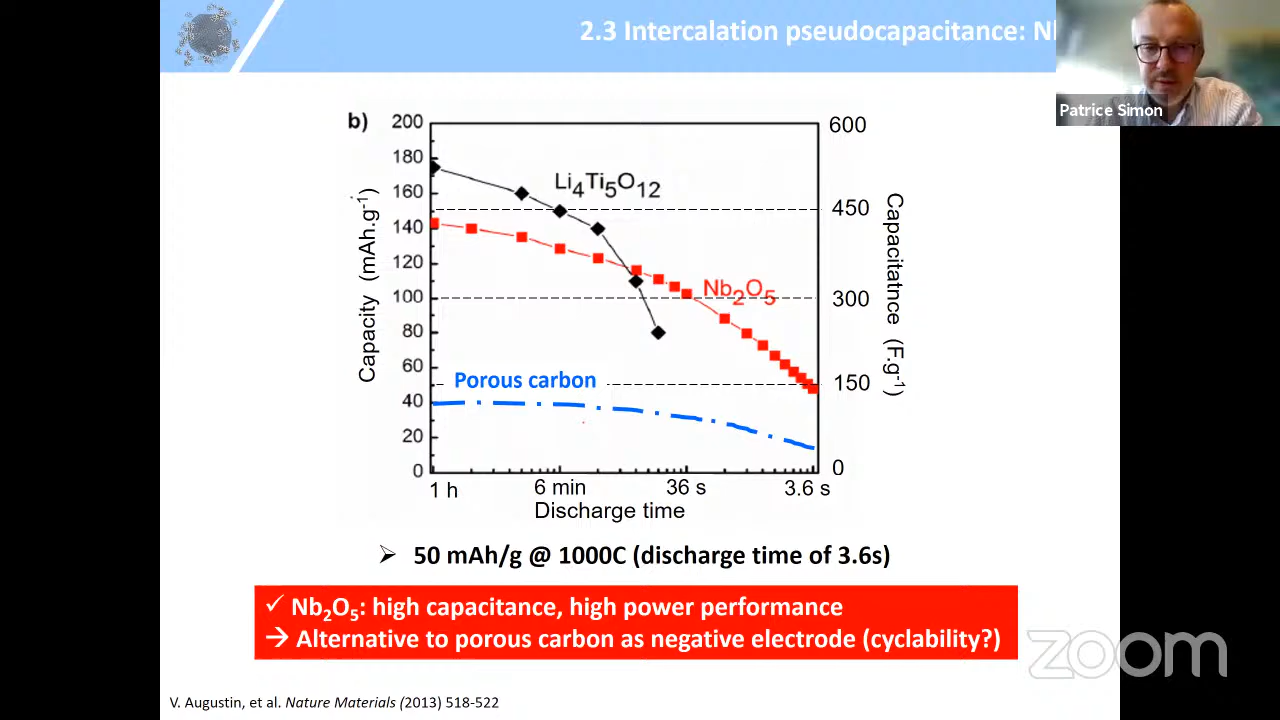 2.3 Intercalation pseudocapacitance: N
Patrice Simon
b)
200
180
160
140
120
100
80
60
40
20
0
Capacity (mAh.g⁻¹)
600
450
300
150
0
Capacitatnce (F.g⁻¹)
Li₄Ti₅O₁₂
Nb₂O₅
Porous carbon
1 h
6 min
36 s
3.6 s
Discharge time
➢ 50 mAh/g @ 1000C (discharge time of 3.6s)
✓ Nb₂O₅: high capacitance, high power performance
→ Alternative to porous carbon as negative electrode (cyclability?)
zoom
V. Augustin, et al. Nature Materials (2013) 518-522